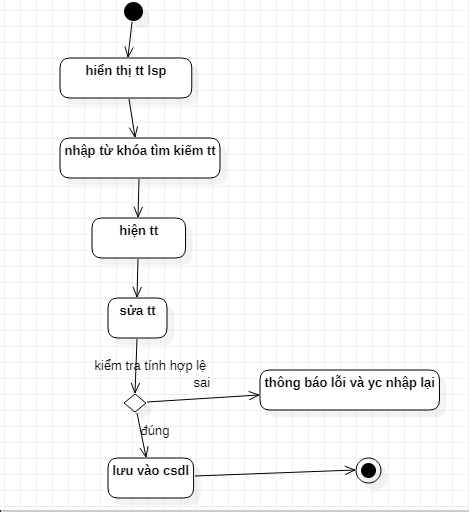 hiển thị tt lsp
nhập từ khóa tìm kiếm tt
hiện tt
sửa tt
kiểm tra tính hợp lệ
sai
thông báo lỗi và yc nhập lại
đúng
lưu vào csdl